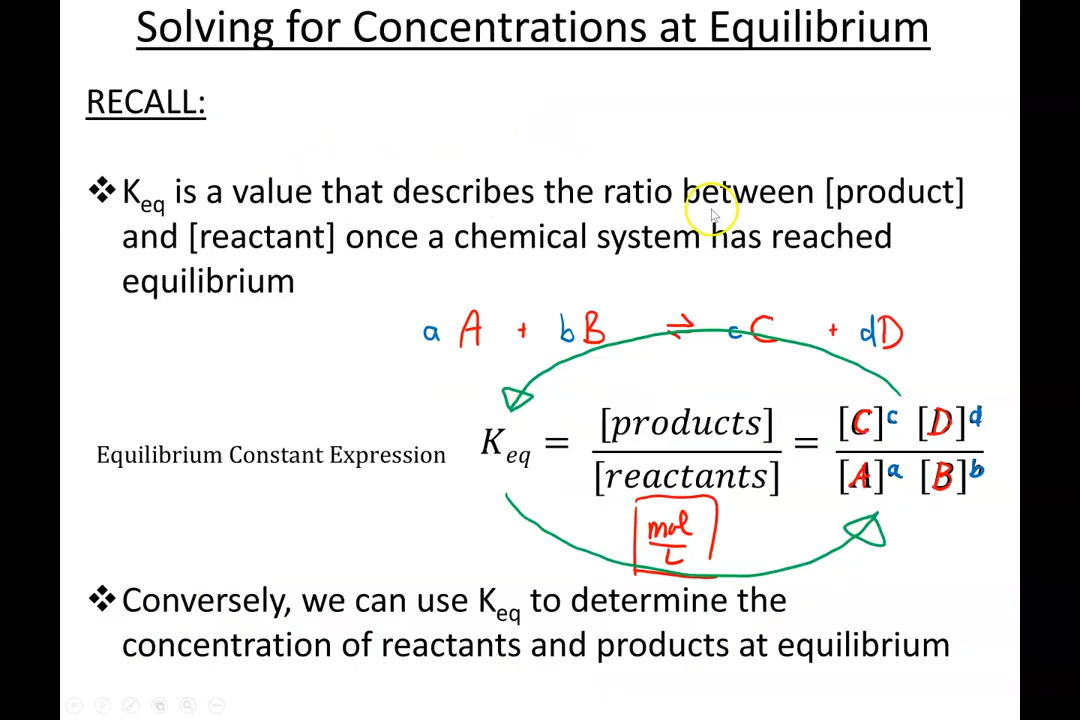 Solving for Concentrations at Equilibrium
RECALL:
❖ Keq is a value that describes the ratio between [product]
and [reactant] once a chemical system has reached
equilibrium
a A + b B ⇌ c C + d D
Equilibrium Constant Expression Keq = [products] / [reactants] = [C]^c [D]^d / [A]^a [B]^b
mol / L
❖ Conversely, we can use Keq to determine the
concentration of reactants and products at equilibrium